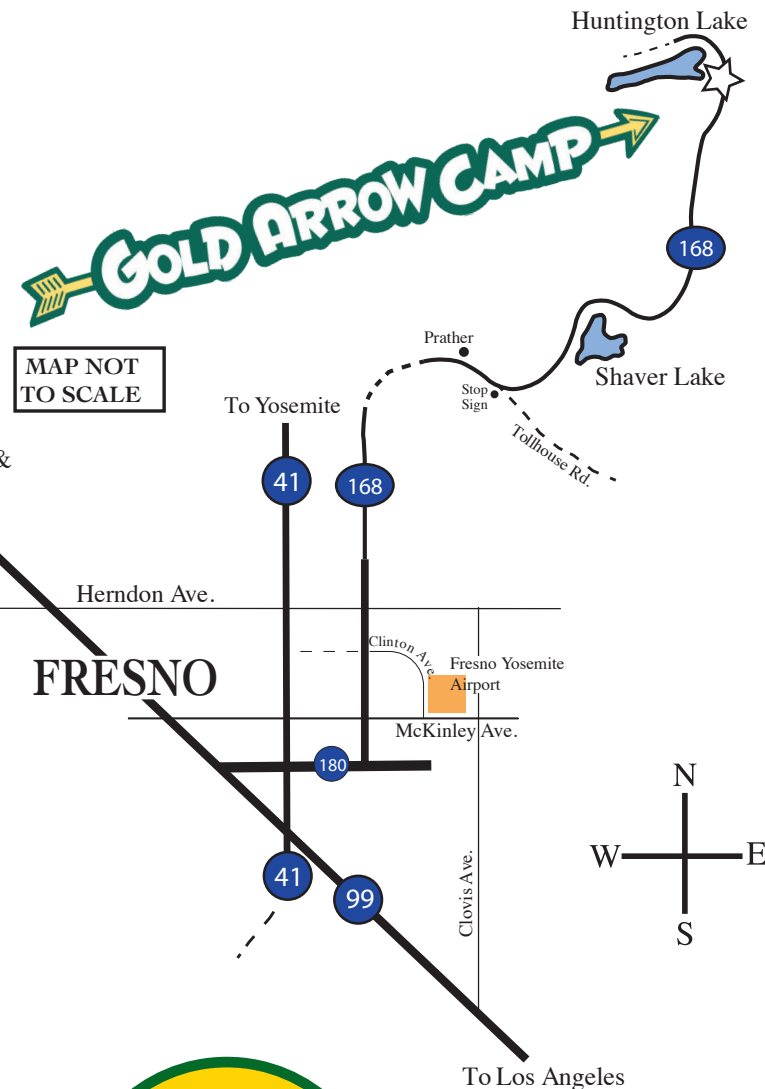 Huntington Lake
GOLD ARROW CAMP
168
Prather
MAP NOT
TO SCALE
Shaver Lake
Stop
Sign
To Yosemite
Tollhouse Rd.
&
41
168
Herndon Ave.
Clinton Ave.
Fresno Yosemite
Airport
FRESNO
McKinley Ave.
180
N
W
E
S
Clovis Ave.
41
99
To Los Angeles